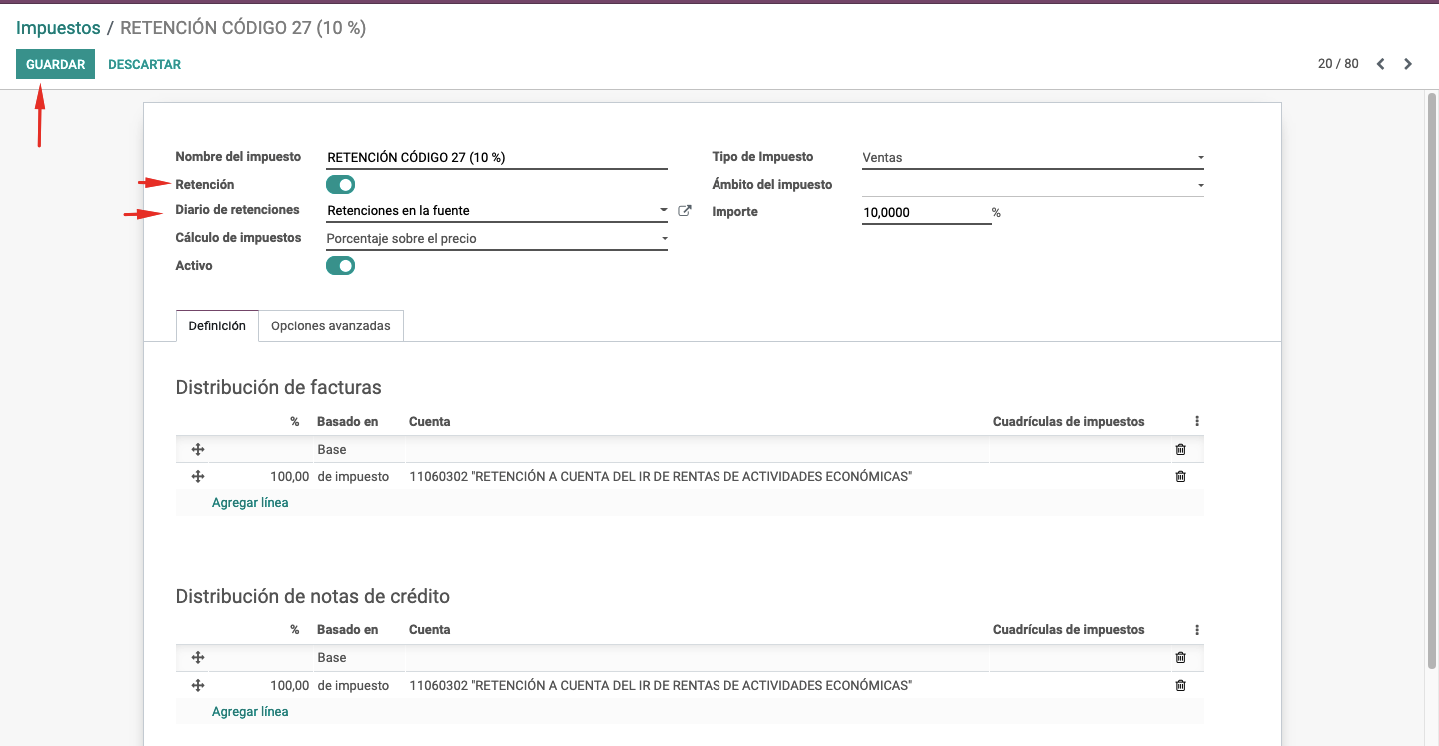 Impuestos / RETENCIÓN CÓDIGO 27 (10 %)
GUARDAR DESCARTAR 20 / 80
Nombre del impuesto RETENCIÓN CÓDIGO 27 (10 %) Tipo de Impuesto Ventas
Retención Ámbito del impuesto
Diario de retenciones Retenciones en la fuente Importe 10,0000 %
Cálculo de impuestos Porcentaje sobre el precio
Activo
Definición Opciones avanzadas
Distribución de facturas
% Basado en Cuenta Cuadrículas de impuestos
Base
100,00 de impuesto 11060302 "RETENCIÓN A CUENTA DEL IR DE RENTAS DE ACTIVIDADES ECONÓMICAS"
Agregar línea
Distribución de notas de crédito
% Basado en Cuenta Cuadrículas de impuestos
Base
100,00 de impuesto 11060302 "RETENCIÓN A CUENTA DEL IR DE RENTAS DE ACTIVIDADES ECONÓMICAS"
Agregar línea